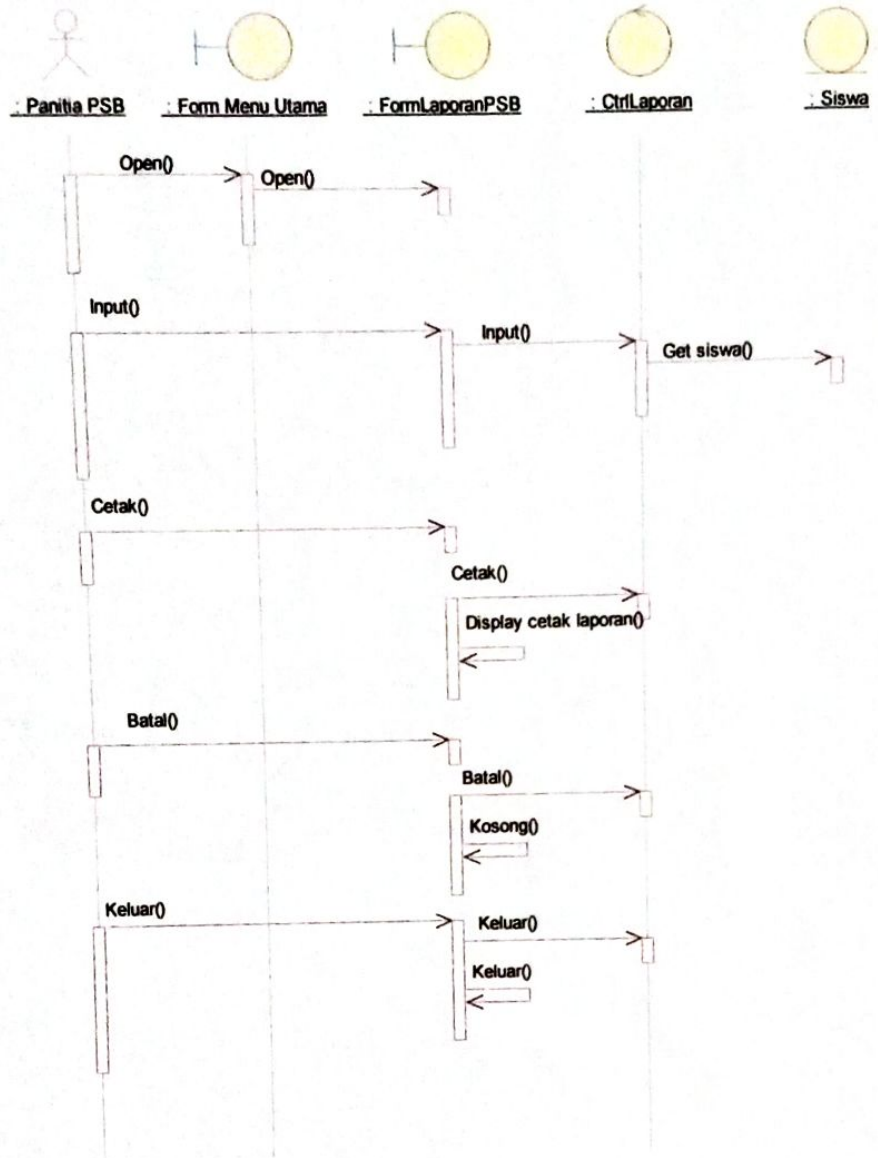 : Panitia PSB
: Form Menu Utama
: FormLaporanPSB
: CtrlLaporan
: Siswa
Open()
Open()
Input()
Input()
Get siswa()
Cetak()
Cetak()
Display cetak laporan()
Batal()
Batal()
Kosong()
Keluar()
Keluar()
Keluar()